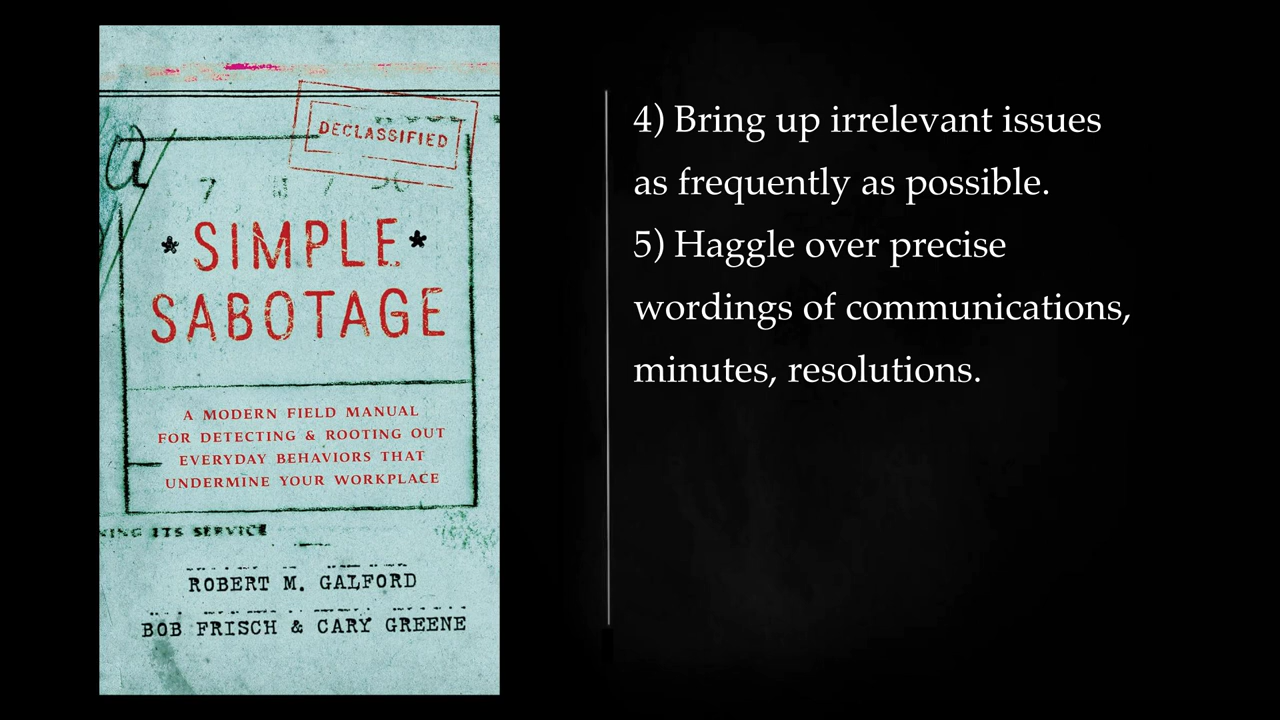 DECLASSIFIED
*SIMPLE*
SABOTAGE
A MODERN FIELD MANUAL
FOR DETECTING & ROOTING OUT
EVERYDAY BEHAVIORS THAT
UNDERMINE YOUR WORKPLACE
ITS SERVICE
ROBERT M. GALFORD
BOB FRISCH & CARY GREENE
4) Bring up irrelevant issues
as frequently as possible.
5) Haggle over precise
wordings of communications,
minutes, resolutions.